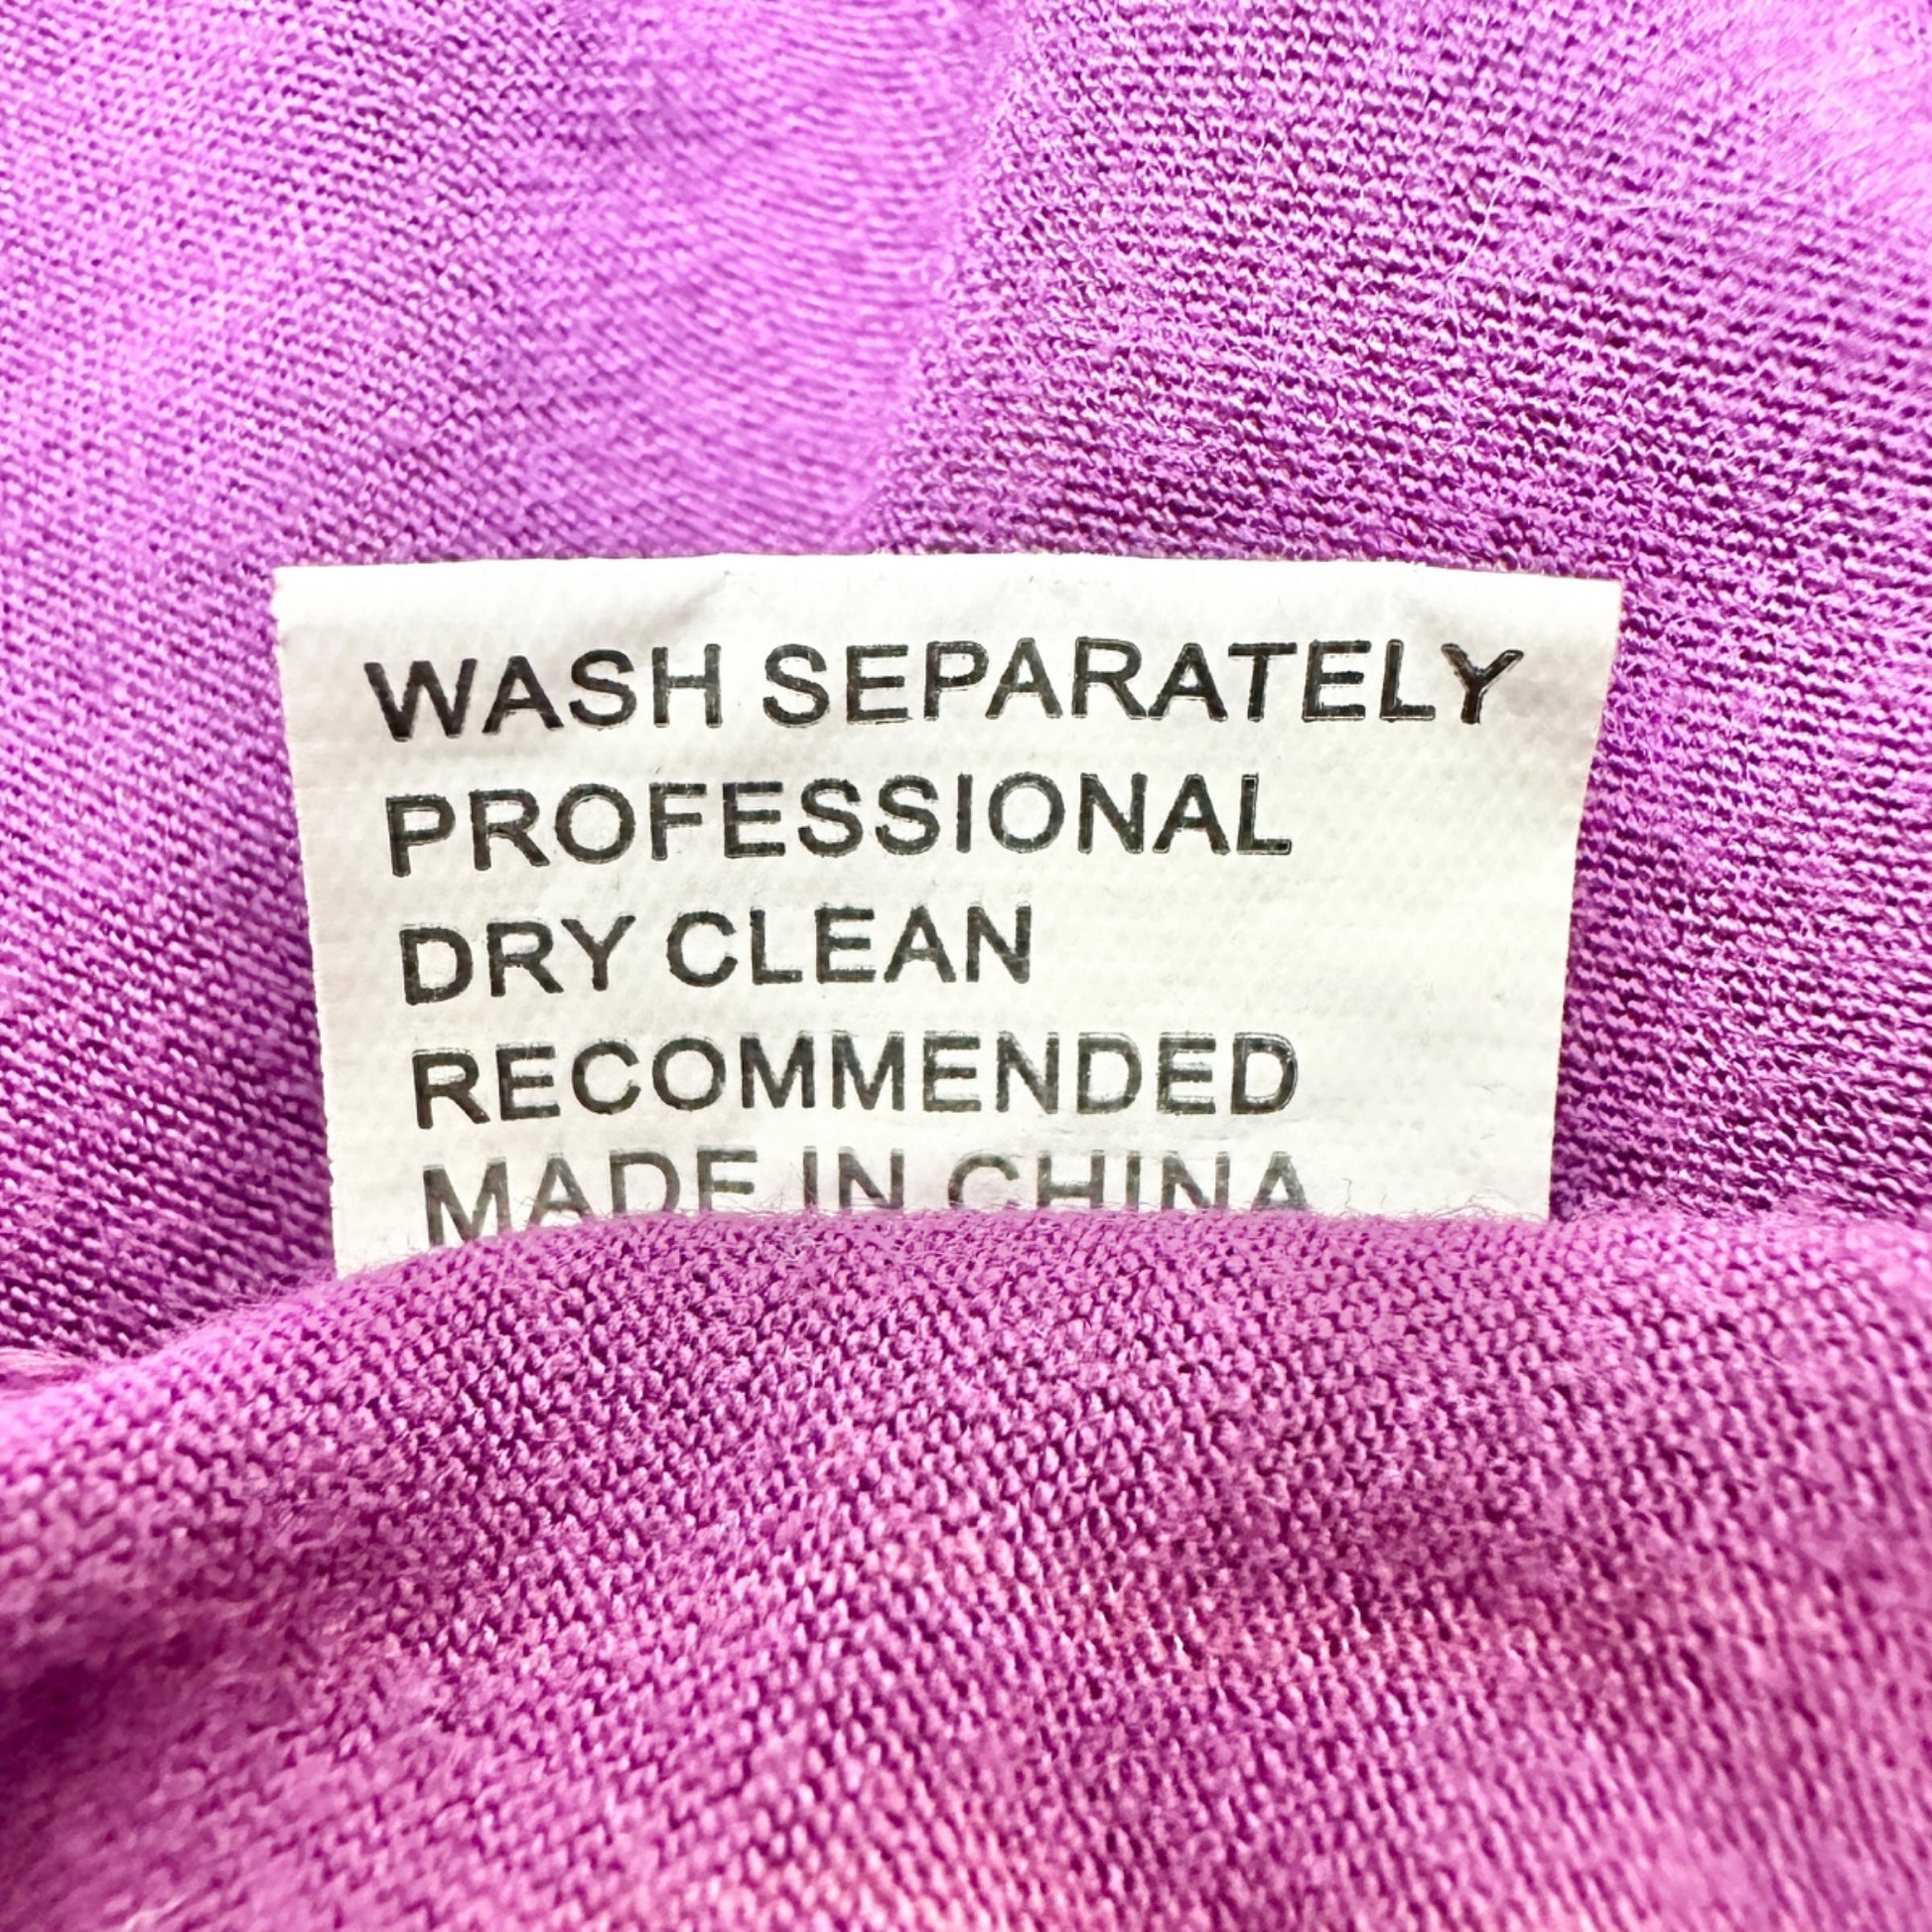 WASH SEPARATELY
PROFESSIONAL
DRY CLEAN
RECOMMENDED
MADE IN CHINA